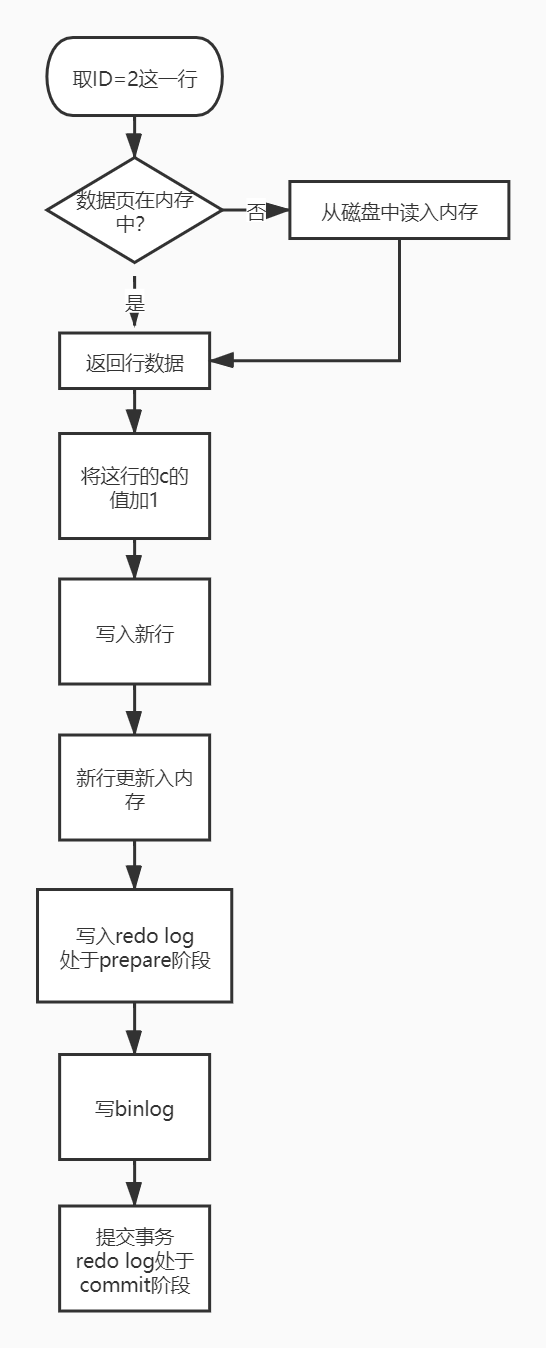 取ID=2这一行
数据页在内存
中?
否
从磁盘中读入内存
是
返回行数据
将这行的c的
值加1
写入新行
新行更新入内
存
写入redo log
处于prepare阶段
写binlog
提交事务
redo log处于
commit阶段